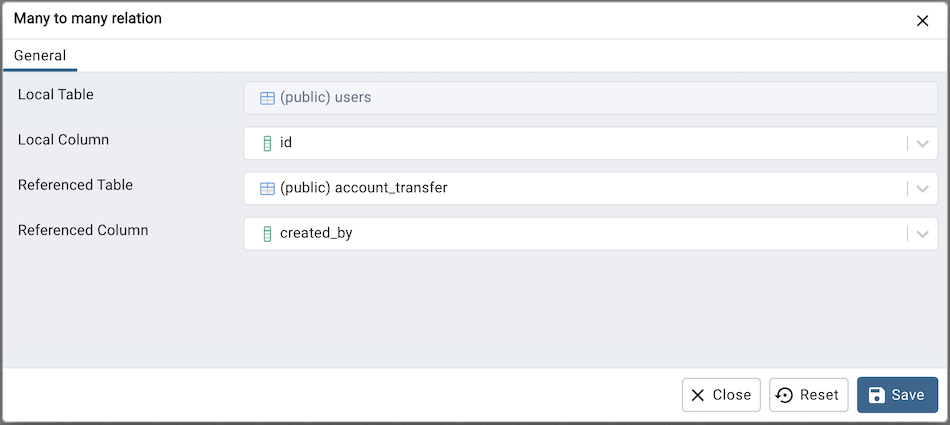 Many to many relation
General
Local Table (public) users
Local Column id
Referenced Table (public) account_transfer
Referenced Column created_by
Close Reset Save